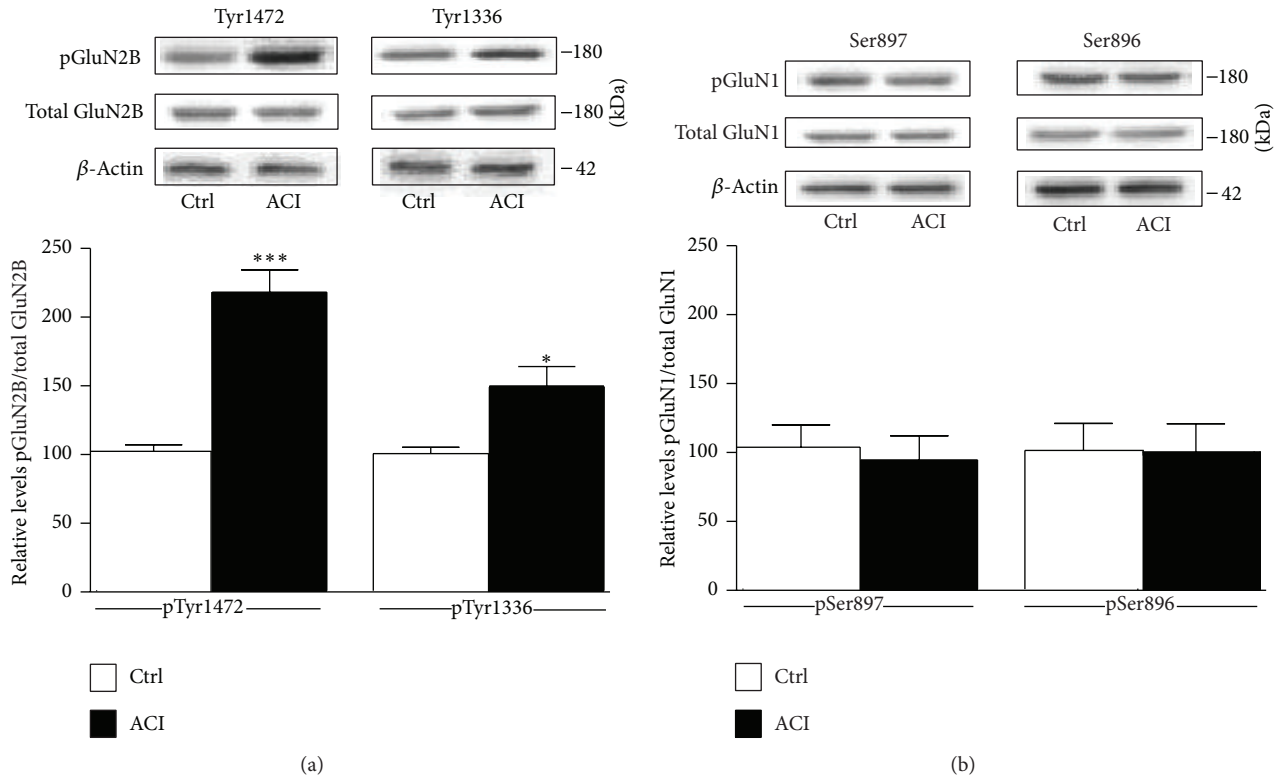 Tyr1472 Tyr1336
pGluN2B −180
Total GluN2B −180
β-Actin −42
(kDa)
Ctrl ACI Ctrl ACI
Relative levels pGluN2B/total GluN2B
250
200
150
100
50
0
***
*
pTyr1472 pTyr1336
Ctrl
ACI
(a)
Ser897 Ser896
pGluN1 −180
Total GluN1 −180
β-Actin −42
(kDa)
Ctrl ACI Ctrl ACI
Relative levels pGluN1/total GluN1
250
200
150
100
50
0
pSer897 pSer896
Ctrl
ACI
(b)